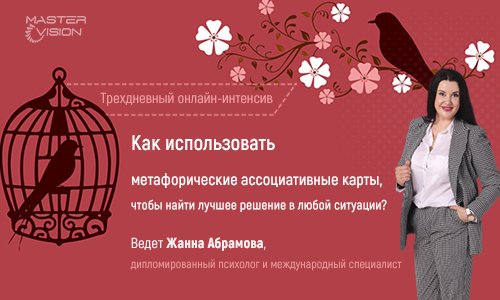 MASTER
VISION
Трехдневный онлайн-интенсив
Как использовать
метафорические ассоциативные карты,
чтобы найти лучшее решение в любой ситуации?
Ведет Жанна Абрамова,
дипломированный психолог и международный специалист